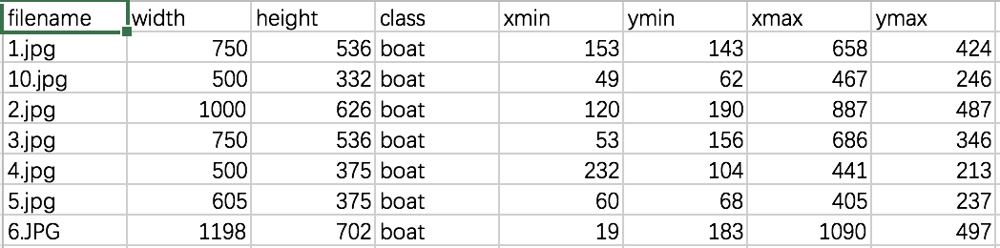 filename width height class xmin ymin xmax ymax
1.jpg 750 536 boat 153 143 658 424
10.jpg 500 332 boat 49 62 467 246
2.jpg 1000 626 boat 120 190 887 487
3.jpg 750 536 boat 53 156 686 346
4.jpg 500 375 boat 232 104 441 213
5.jpg 605 375 boat 60 68 405 237
6.JPG 1198 702 boat 19 183 1090 497